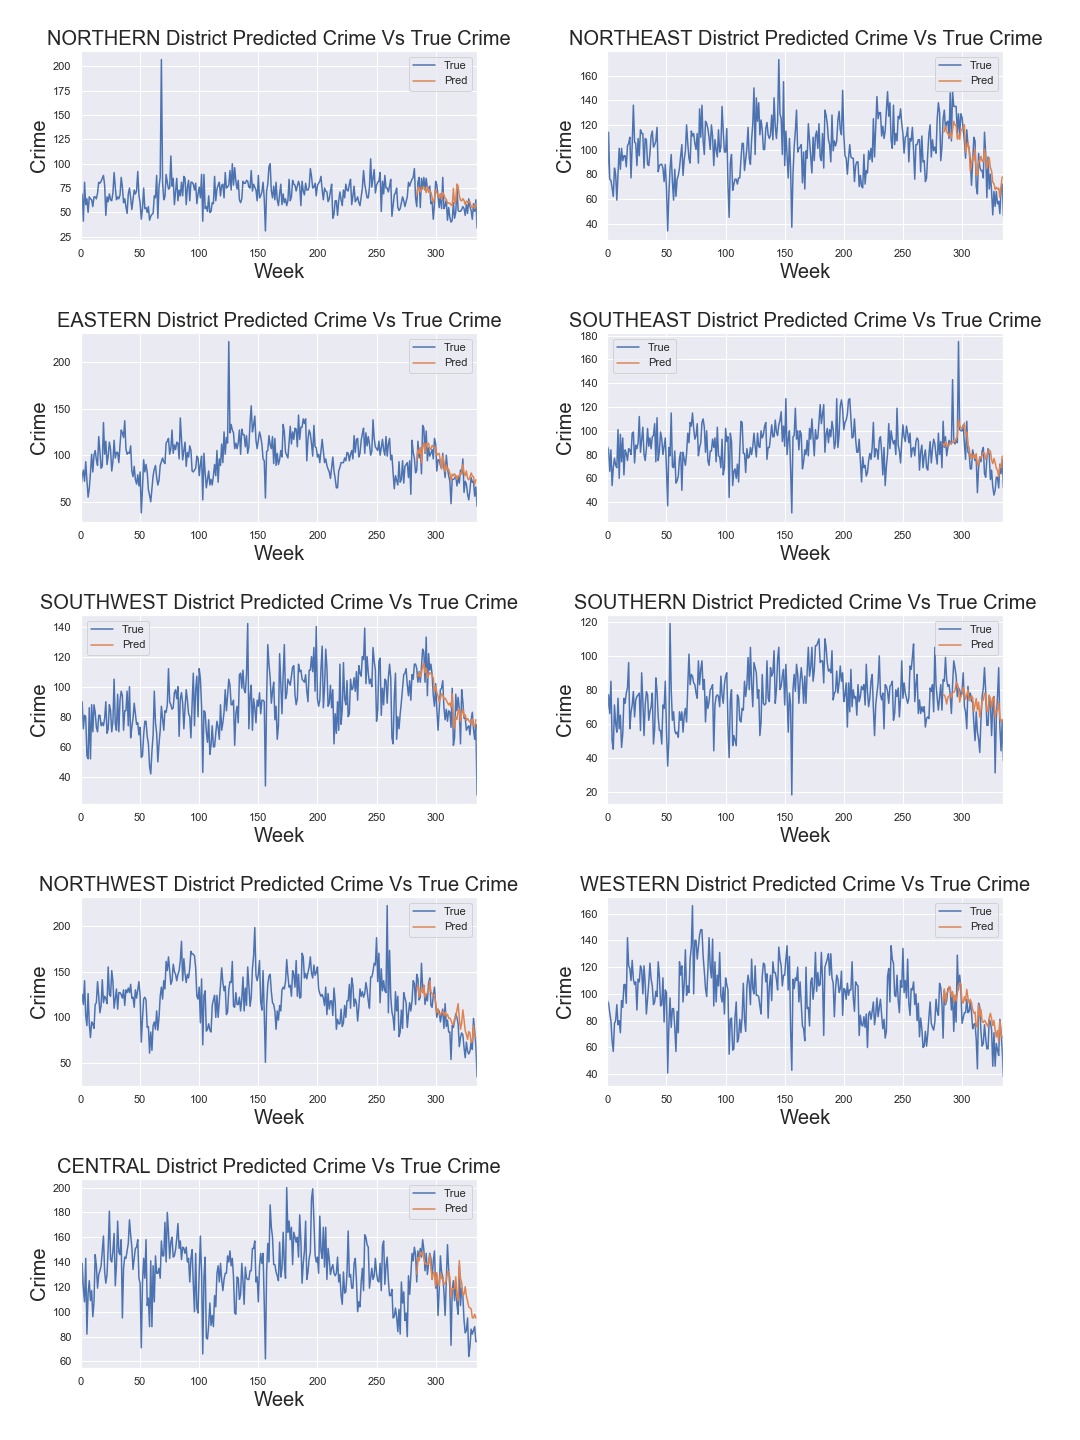 NORTHERN District Predicted Crime Vs True Crime
True
Pred
200
175
150
125
100
75
50
25
Crime
0 50 100 150 200 250 300
Week
NORTHEAST District Predicted Crime Vs True Crime
True
Pred
160
140
120
100
80
60
40
Crime
0 50 100 150 200 250 300
Week
EASTERN District Predicted Crime Vs True Crime
True
Pred
200
150
100
50
Crime
0 50 100 150 200 250 300
Week
SOUTHEAST District Predicted Crime Vs True Crime
True
Pred
180
160
140
120
100
80
60
40
Crime
0 50 100 150 200 250 300
Week
SOUTHWEST District Predicted Crime Vs True Crime
True
Pred
140
120
100
80
60
40
Crime
0 50 100 150 200 250 300
Week
SOUTHERN District Predicted Crime Vs True Crime
True
Pred
120
100
80
60
40
20
Crime
0 50 100 150 200 250 300
Week
NORTHWEST District Predicted Crime Vs True Crime
True
Pred
200
150
100
50
Crime
0 50 100 150 200 250 300
Week
WESTERN District Predicted Crime Vs True Crime
True
Pred
160
140
120
100
80
60
40
Crime
0 50 100 150 200 250 300
Week
CENTRAL District Predicted Crime Vs True Crime
True
Pred
200
180
160
140
120
100
80
60
Crime
0 50 100 150 200 250 300
Week